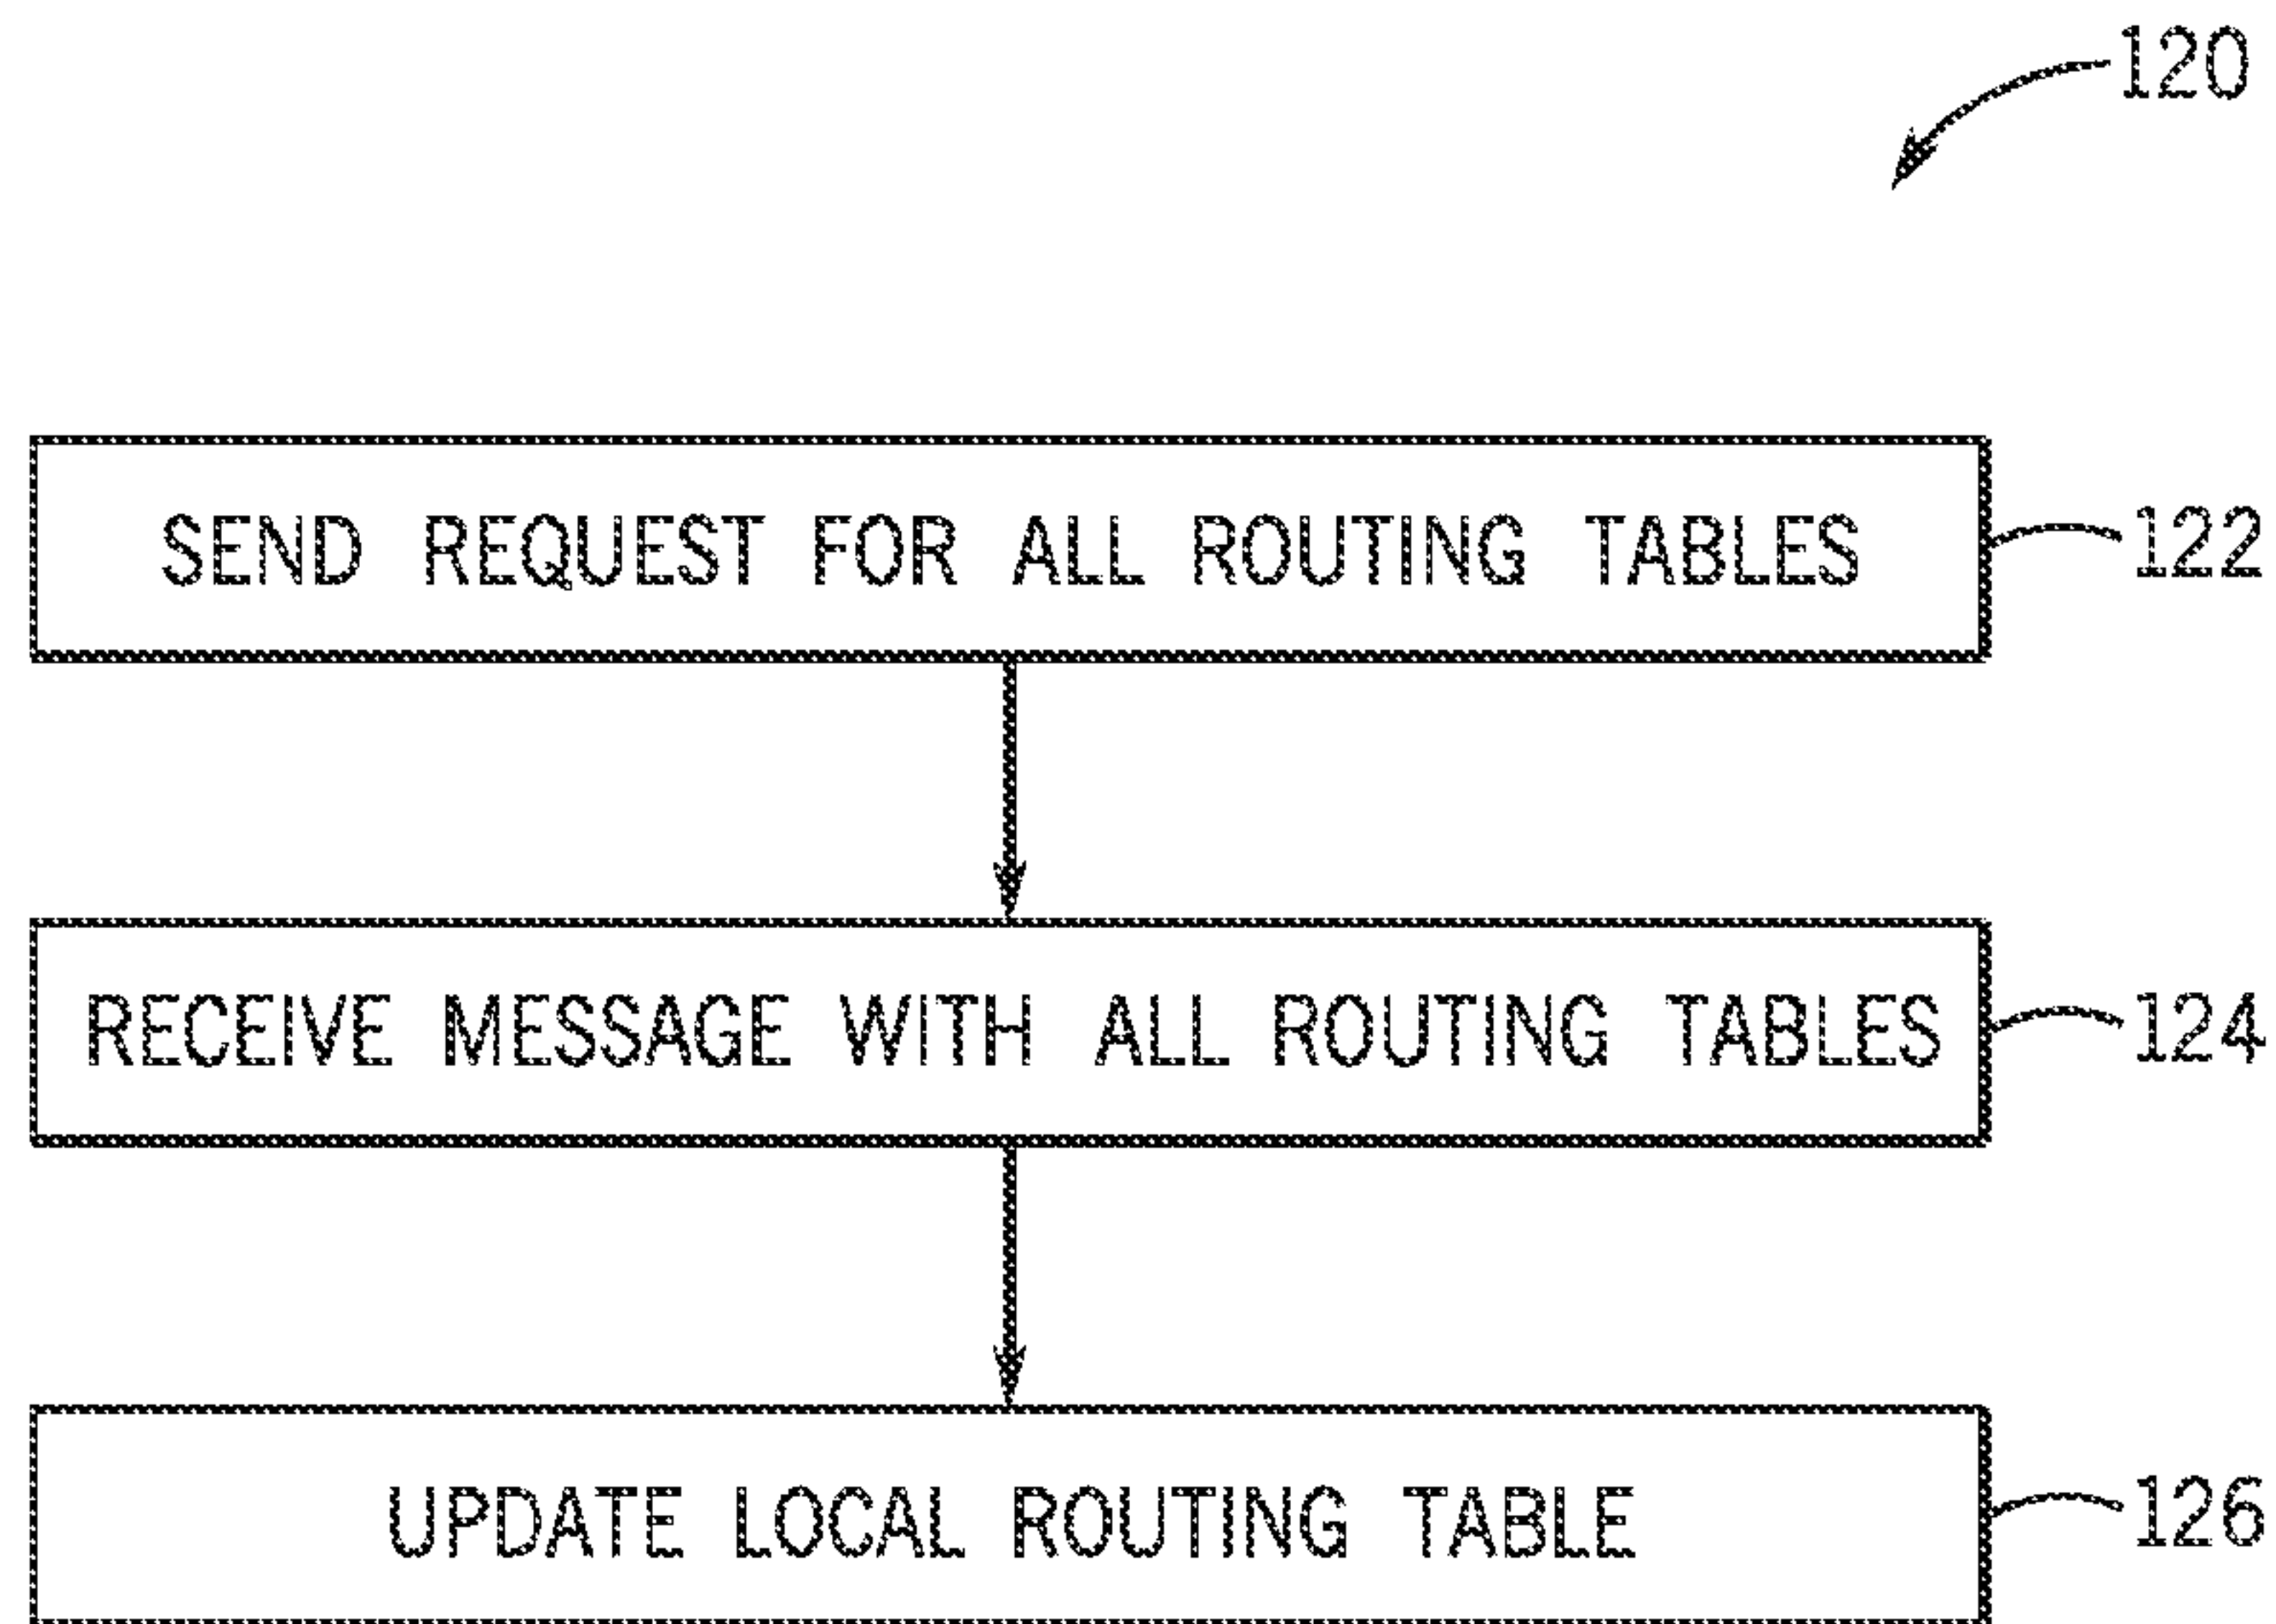 120
SEND REQUEST FOR ALL ROUTING TABLES
122
RECEIVE MESSAGE WITH ALL ROUTING TABLES
124
UPDATE LOCAL ROUTING TABLE
126